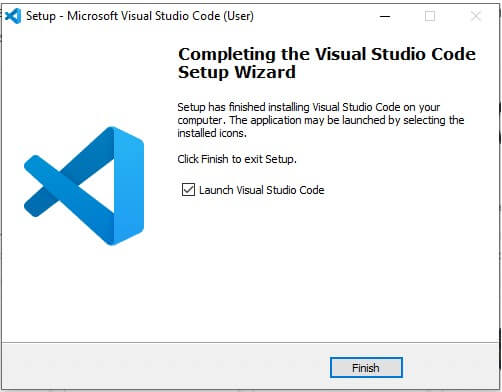 Setup - Microsoft Visual Studio Code (User)
Completing the Visual Studio Code
Setup Wizard
Setup has finished installing Visual Studio Code on your
computer. The application may be launched by selecting the
installed icons.
Click Finish to exit Setup.
Launch Visual Studio Code
Finish